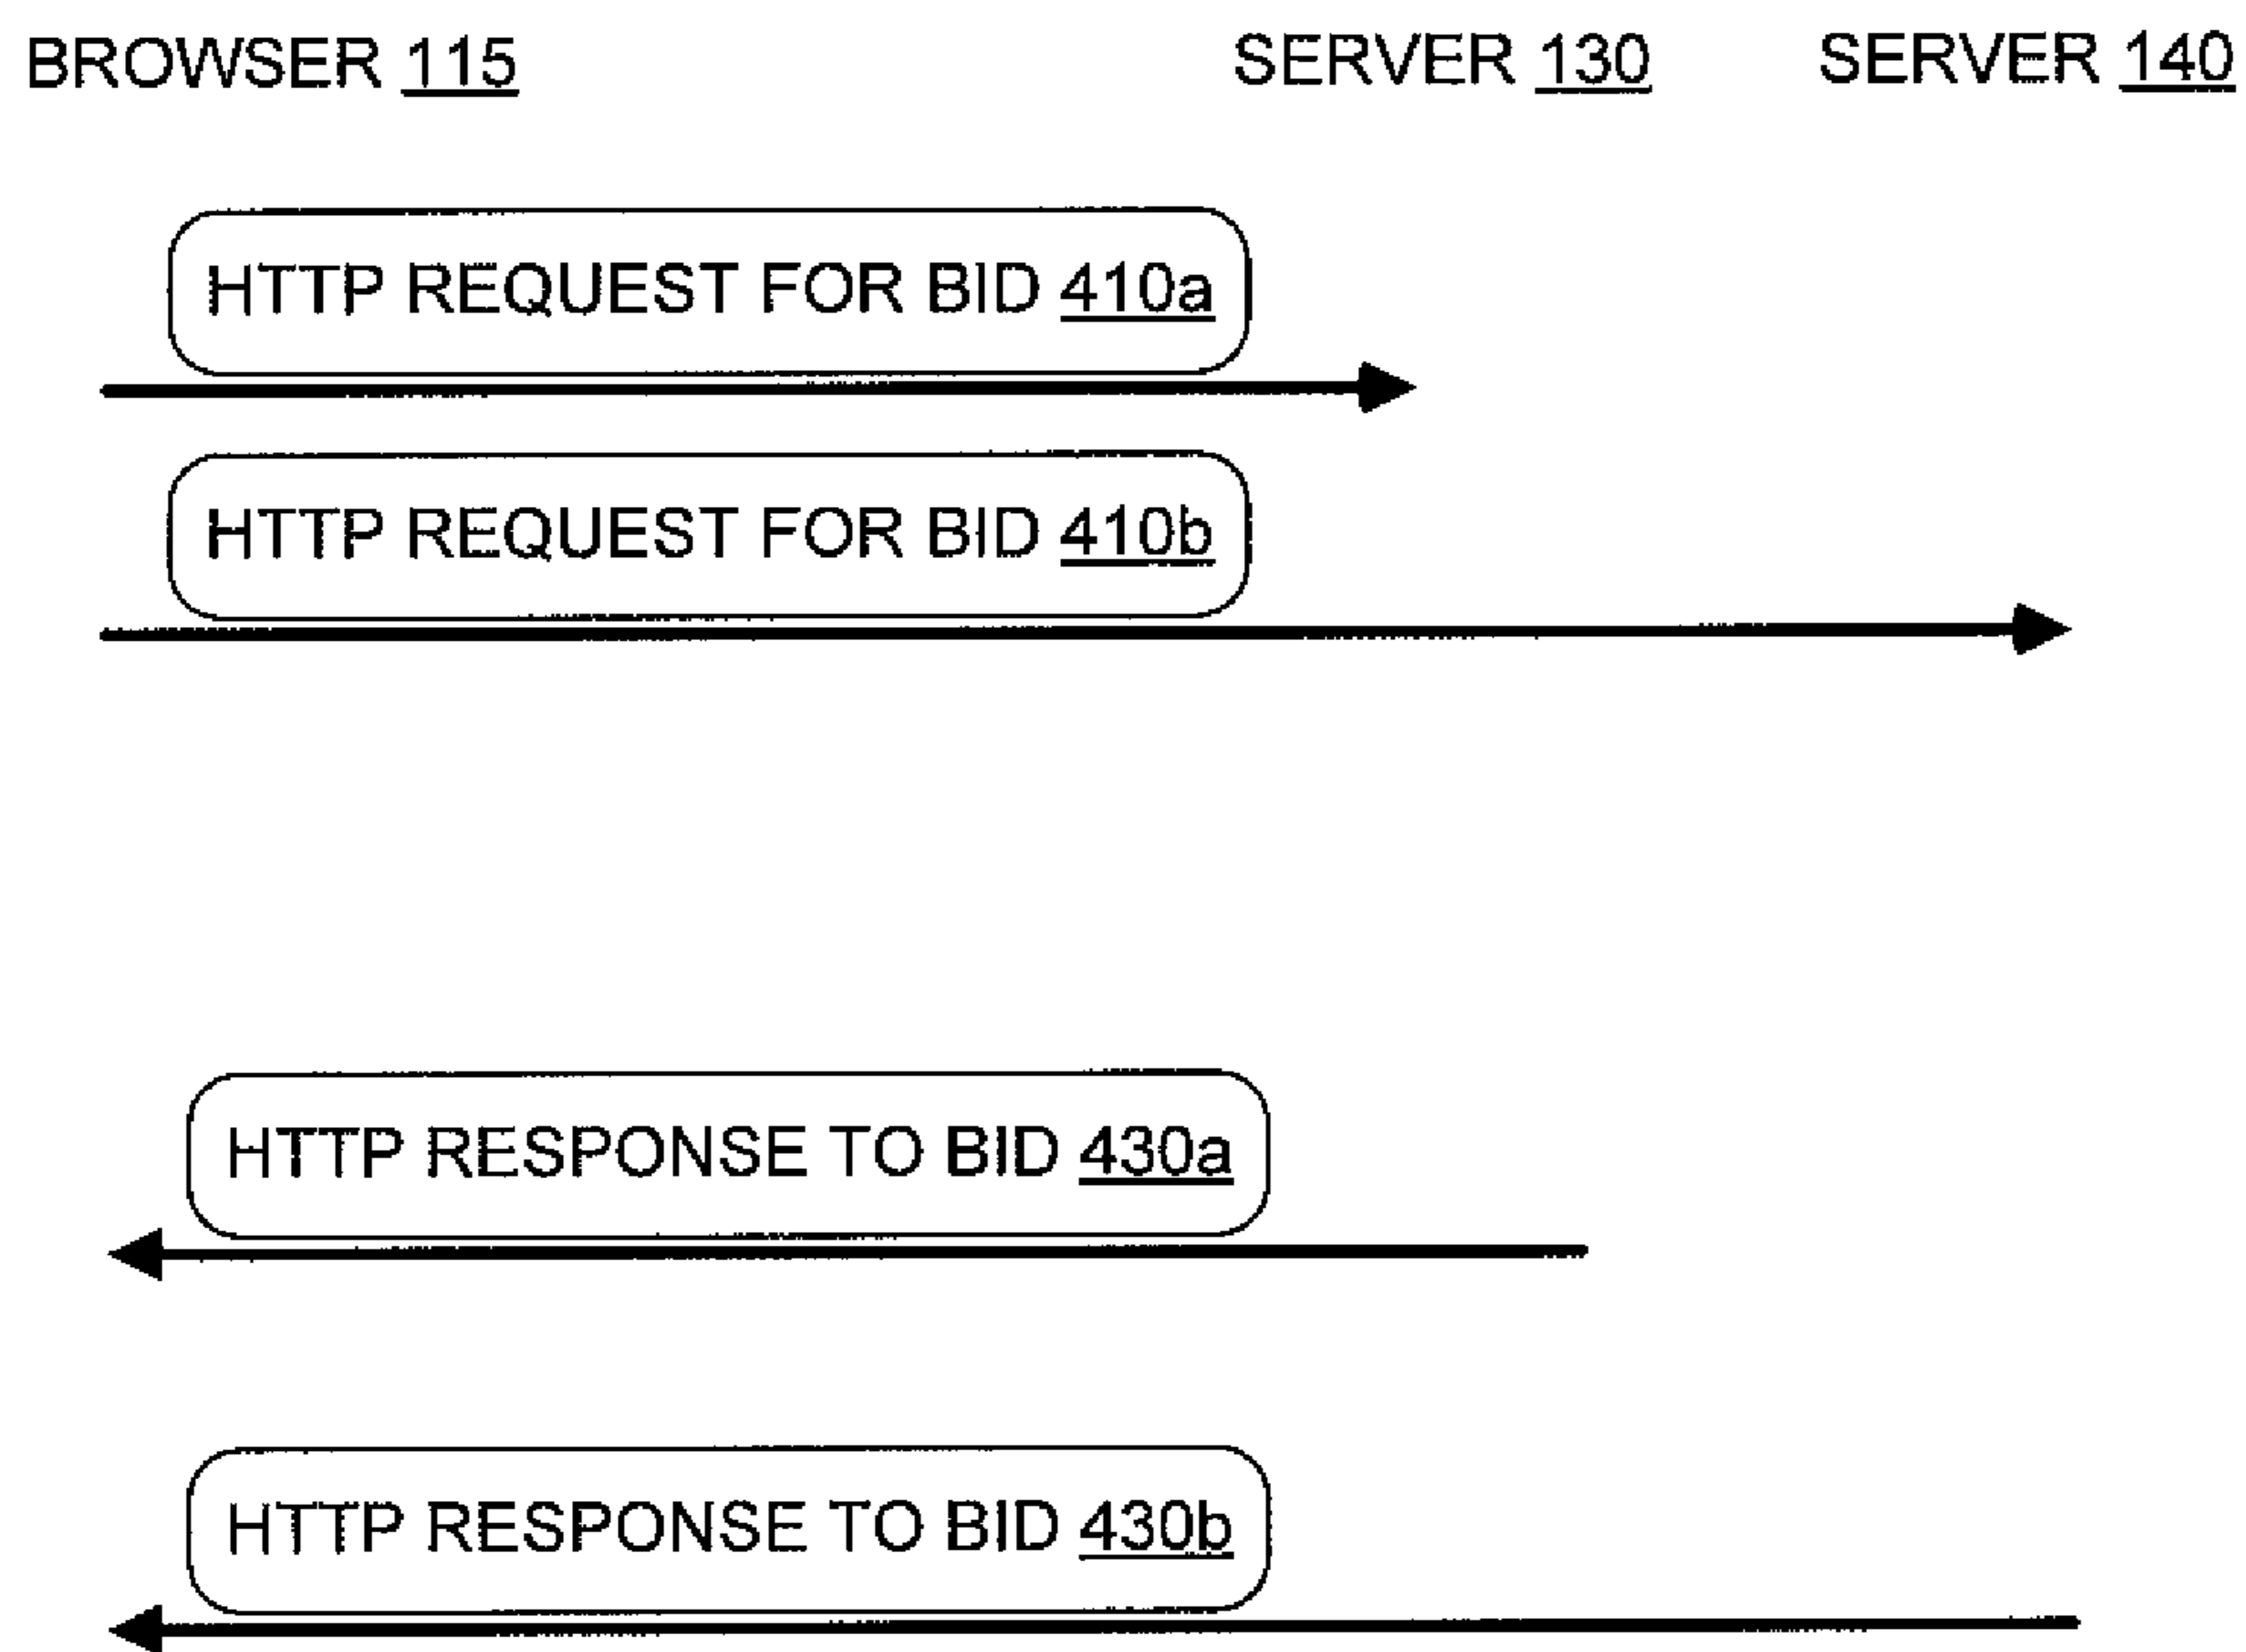 BROWSER 115 SERVER 130 SERVER 140
HTTP REQUEST FOR BID 410a
HTTP REQUEST FOR BID 410b
HTTP RESPONSE TO BID 430a
HTTP RESPONSE TO BID 430b